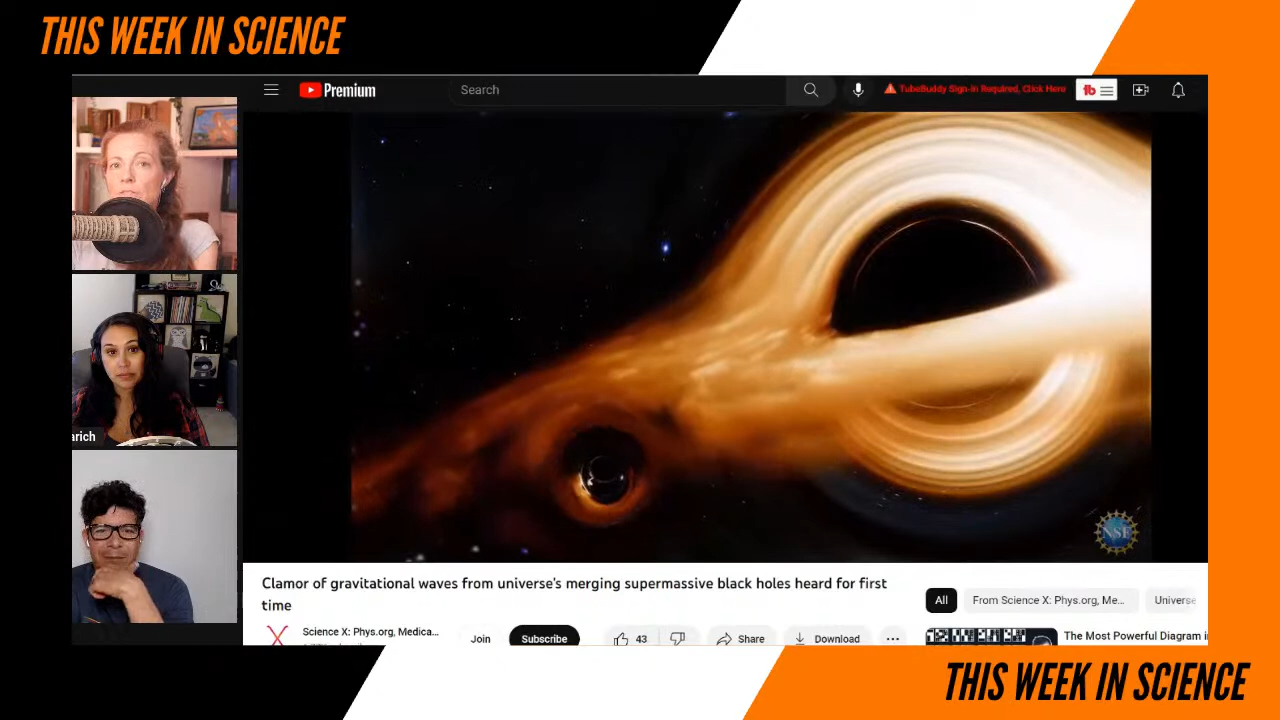 THIS WEEK IN SCIENCE
Premium
Search
TubeBuddy Sign-in Required, Click Here
tb
arich
NSF
Clamor of gravitational waves from universe's merging supermassive black holes heard for first
time
All
From Science X: Phys.org, Me...
Universe
Science X: Phys.org, Medica...
Join
Subscribe
43
Share
Download
...
The Most Powerful Diagram i
THIS WEEK IN SCIENCE